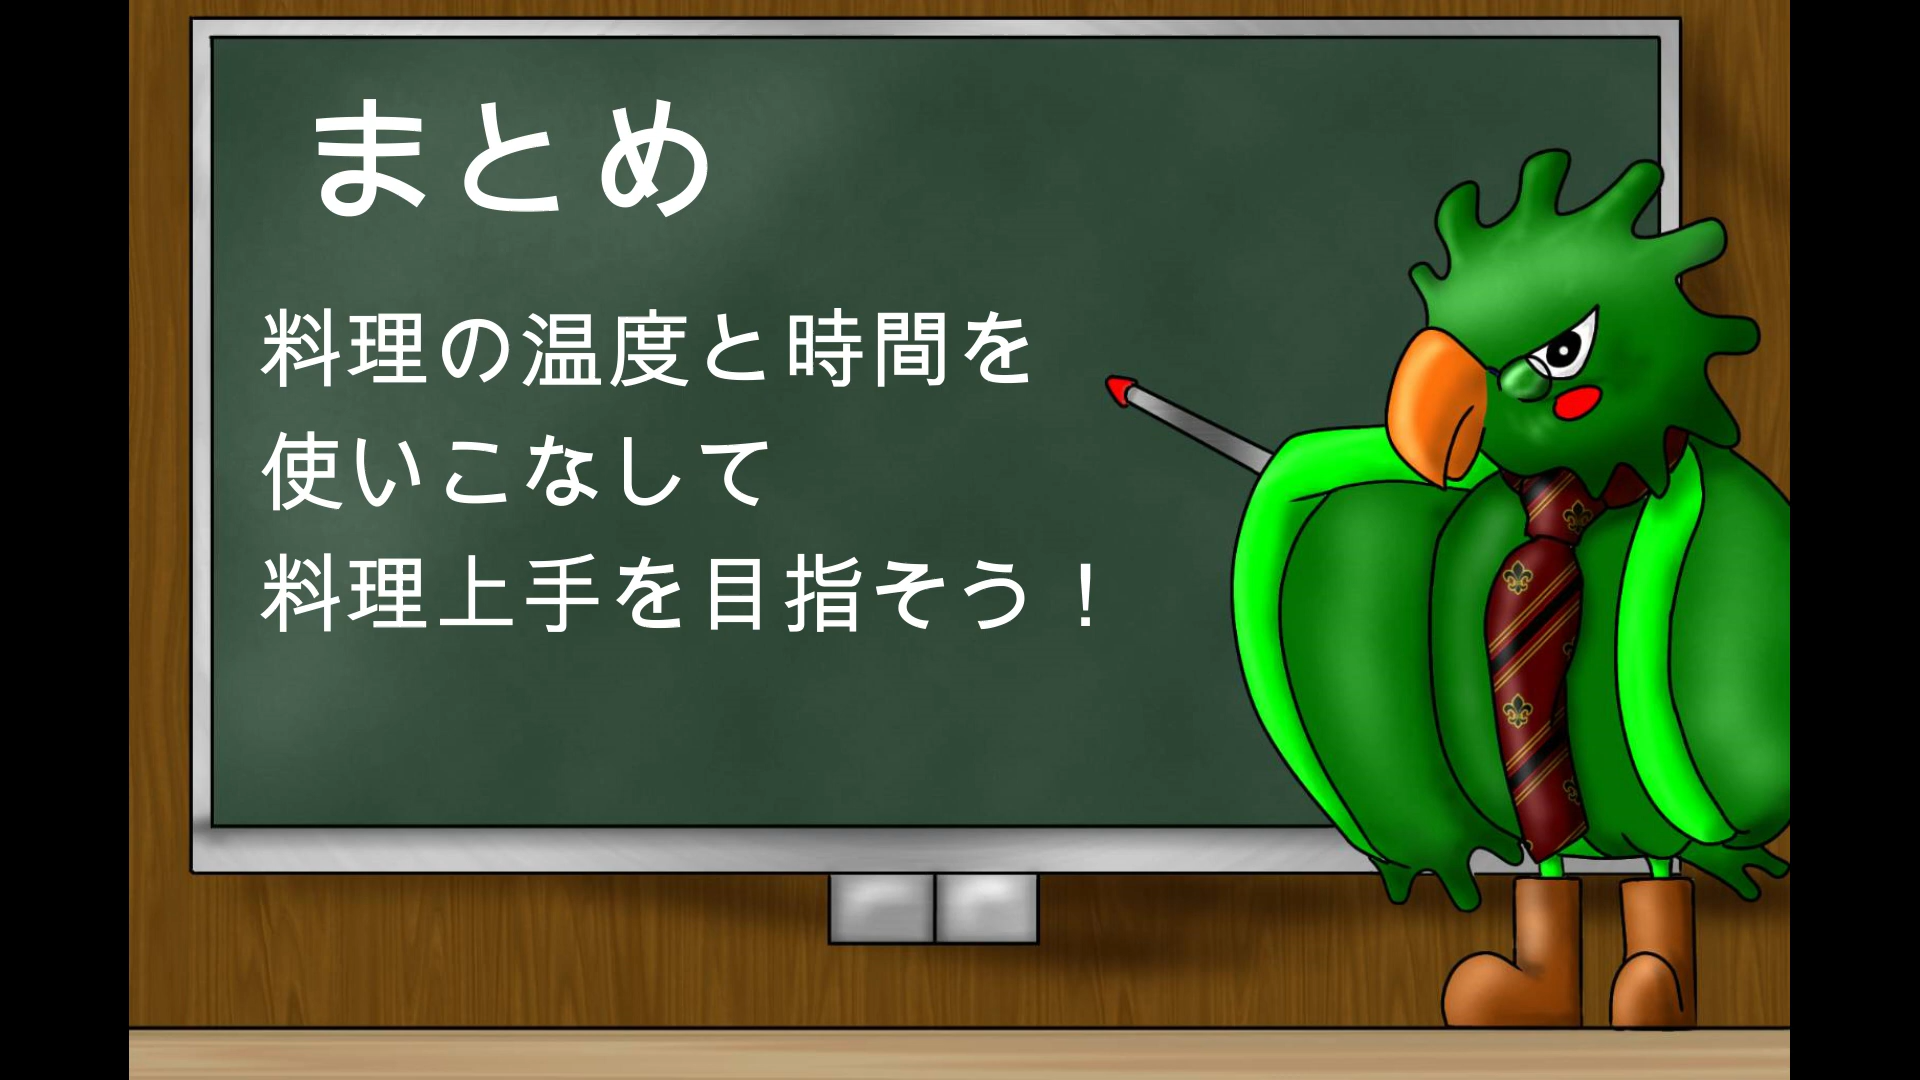 まとめ
料理の温度と時間を
使いこなして
料理上手を目指そう！